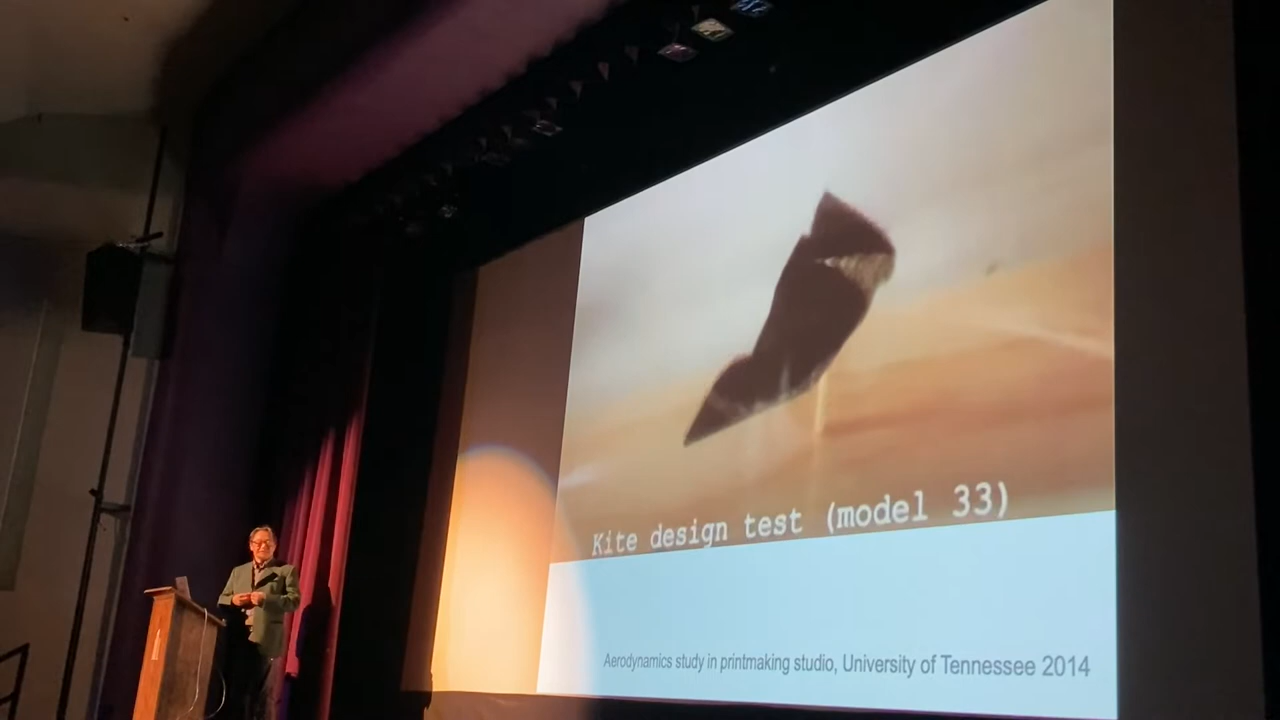 Kite design test (model 33)
Aerodynamics study in printmaking studio, University of Tennessee 2014